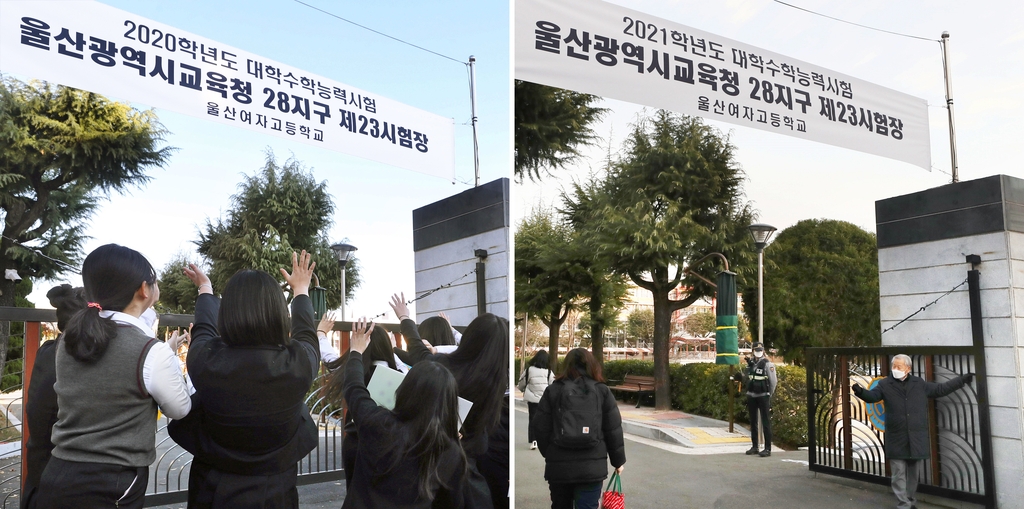 2020학년도 대학수학능력시험
울산광역시교육청 28지구 제23시험장
울산여자고등학교
2021학년도 대학수학능력시험
울산광역시교육청 28지구 제23시험장
울산여자고등학교